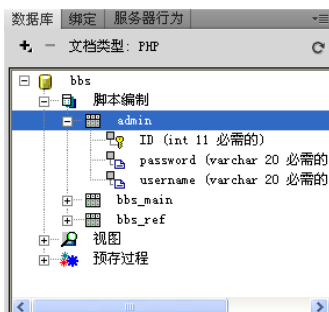 数据库 绑定 服务器行为
文档类型: PHP
bbs
脚本编制
admin
ID (int 11 必需的)
password (varchar 20 必需的
username (varchar 20 必需的
bbs_main
bbs_ref
视图
预存过程